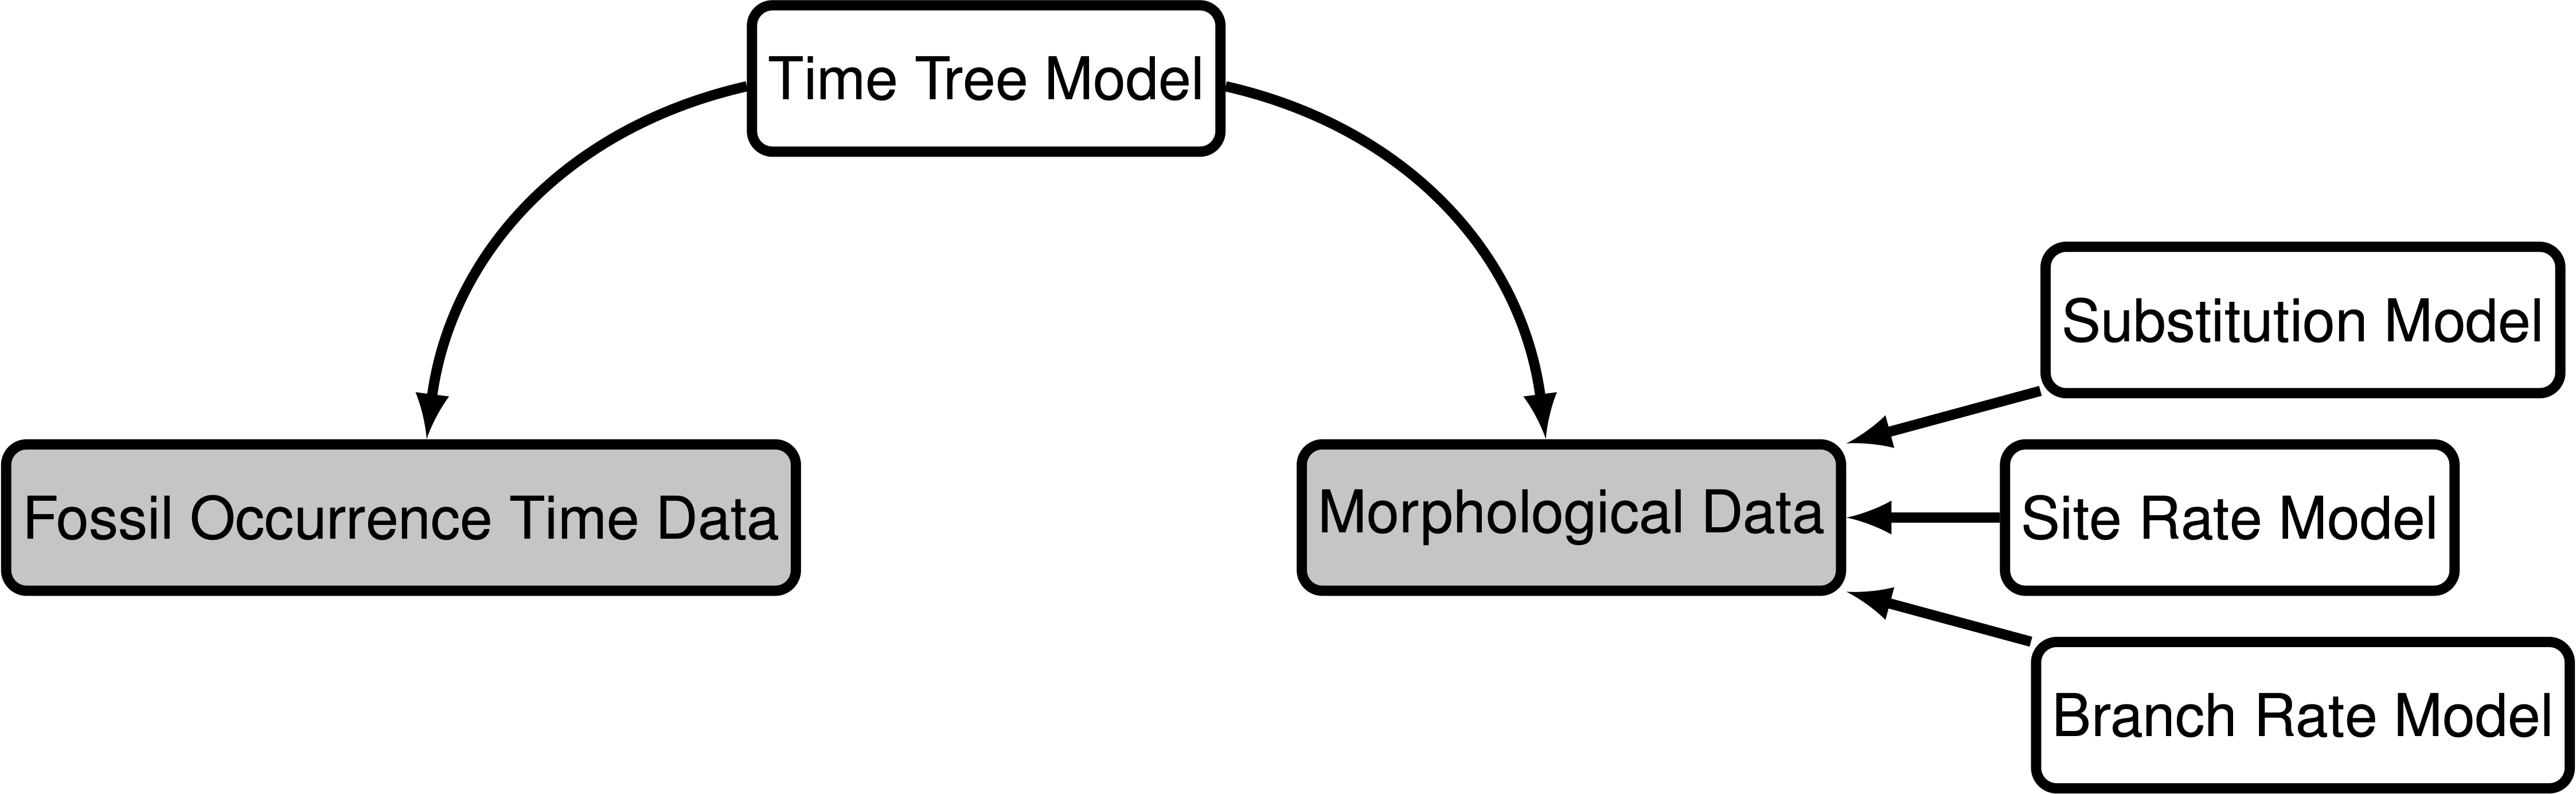 Time Tree Model
Substitution Model
Fossil Occurrence Time Data
Morphological Data
Site Rate Model
Branch Rate Model